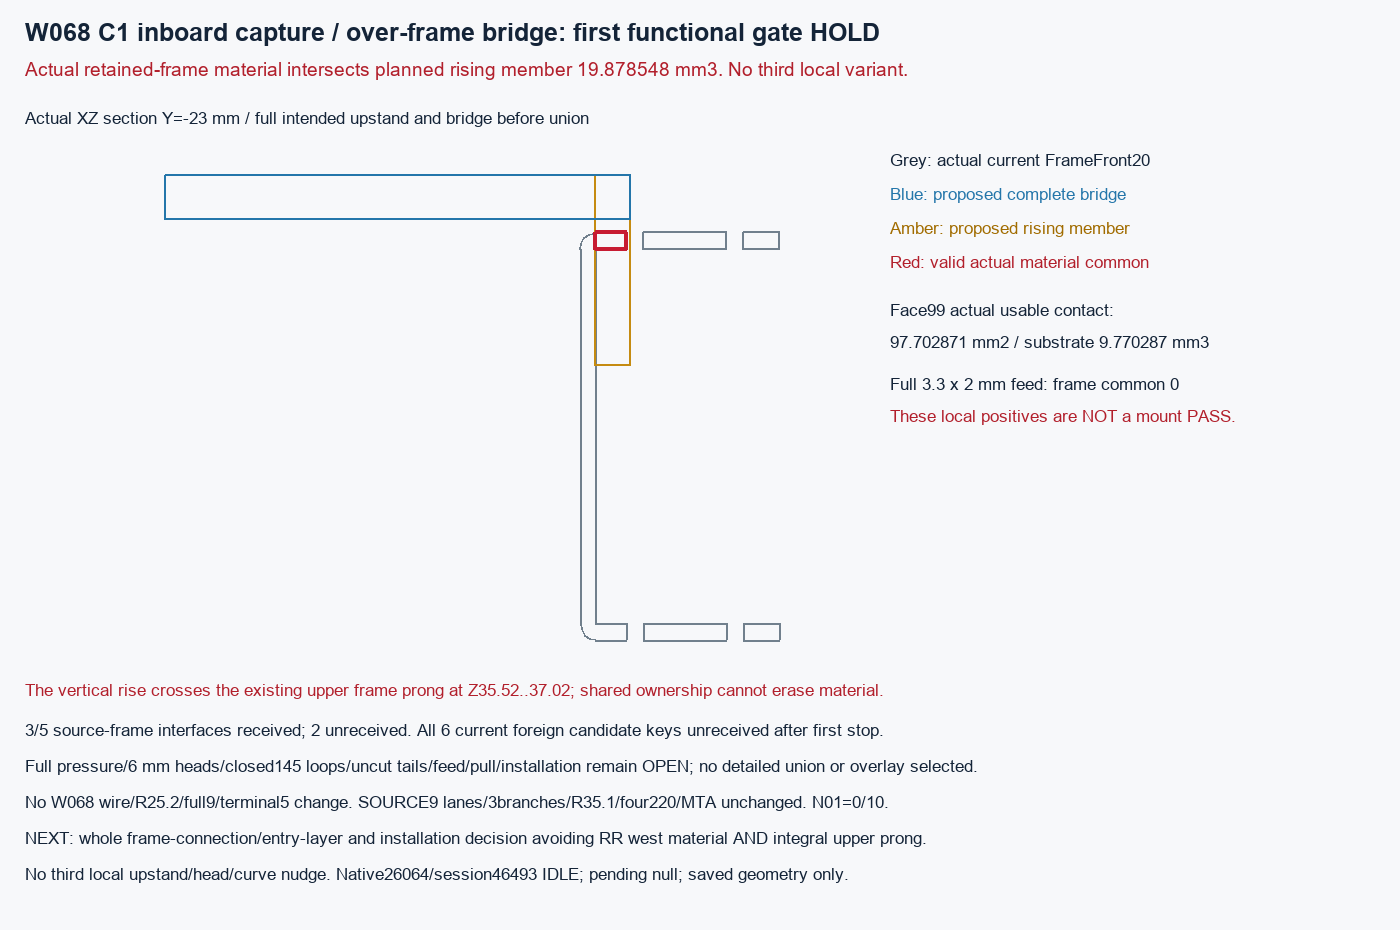 W068 C1 inboard capture / over-frame bridge: first functional gate HOLD
Actual retained-frame material intersects planned rising member 19.878548 mm3. No third local variant.
Actual XZ section Y=-23 mm / full intended upstand and bridge before union
Grey: actual current FrameFront20
Blue: proposed complete bridge
Amber: proposed rising member
Red: valid actual material common
Face99 actual usable contact:
97.702871 mm2 / substrate 9.770287 mm3
Full 3.3 x 2 mm feed: frame common 0
These local positives are NOT a mount PASS.
The vertical rise crosses the existing upper frame prong at Z35.52..37.02; shared ownership cannot erase material.
3/5 source-frame interfaces received; 2 unreceived. All 6 current foreign candidate keys unreceived after first stop.
Full pressure/6 mm heads/closed145 loops/uncut tails/feed/pull/installation remain OPEN; no detailed union or overlay selected.
No W068 wire/R25.2/full9/terminal5 change. SOURCE9 lanes/3branches/R35.1/four220/MTA unchanged. N01=0/10.
NEXT: whole frame-connection/entry-layer and installation decision avoiding RR west material AND integral upper prong.
No third local upstand/head/curve nudge. Native26064/session46493 IDLE; pending null; saved geometry only.